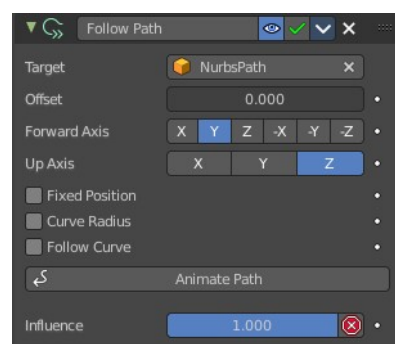 Follow Path
Target NurbsPath
Offset 0.000
Forward Axis X Y Z -X -Y -Z
Up Axis X Y Z
Fixed Position
Curve Radius
Follow Curve
Animate Path
Influence 1.000